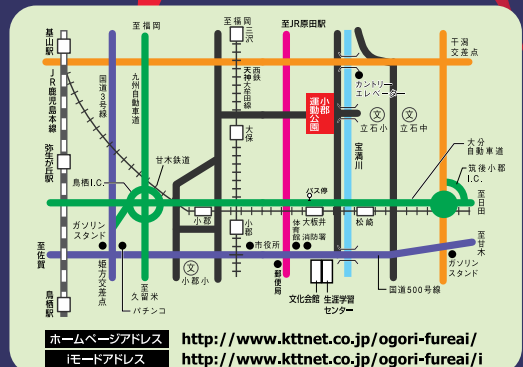 至福岡
至福岡
至JR原田駅
基山駅
三沢
干潟
交差点
国道3号線
九州自動車道
西鉄
天神大牟田線
カントリー
エレベーター
JR鹿児島本線
小郡
運動公園
文
立石小
文
立石中
大保
宝満川
大分
自動車道
弥生が丘駅
甘木鉄道
筑後小郡
I.C.
鳥栖I.C.
バス停
至日田
小郡
大板井
松崎
ガソリン
スタンド
小郡
市役所
体育館
消防署
至甘木
至佐賀
姫方交差点
文
小郡小
郵便局
ガソリン
スタンド
鳥栖駅
至久留米
パチンコ
文化会館
生涯学習
センター
国道500号線
ホームページアドレス http://www.kttnet.co.jp/ogori-fureai/
iモードアドレス http://www.kttnet.co.jp/ogori-fureai/i